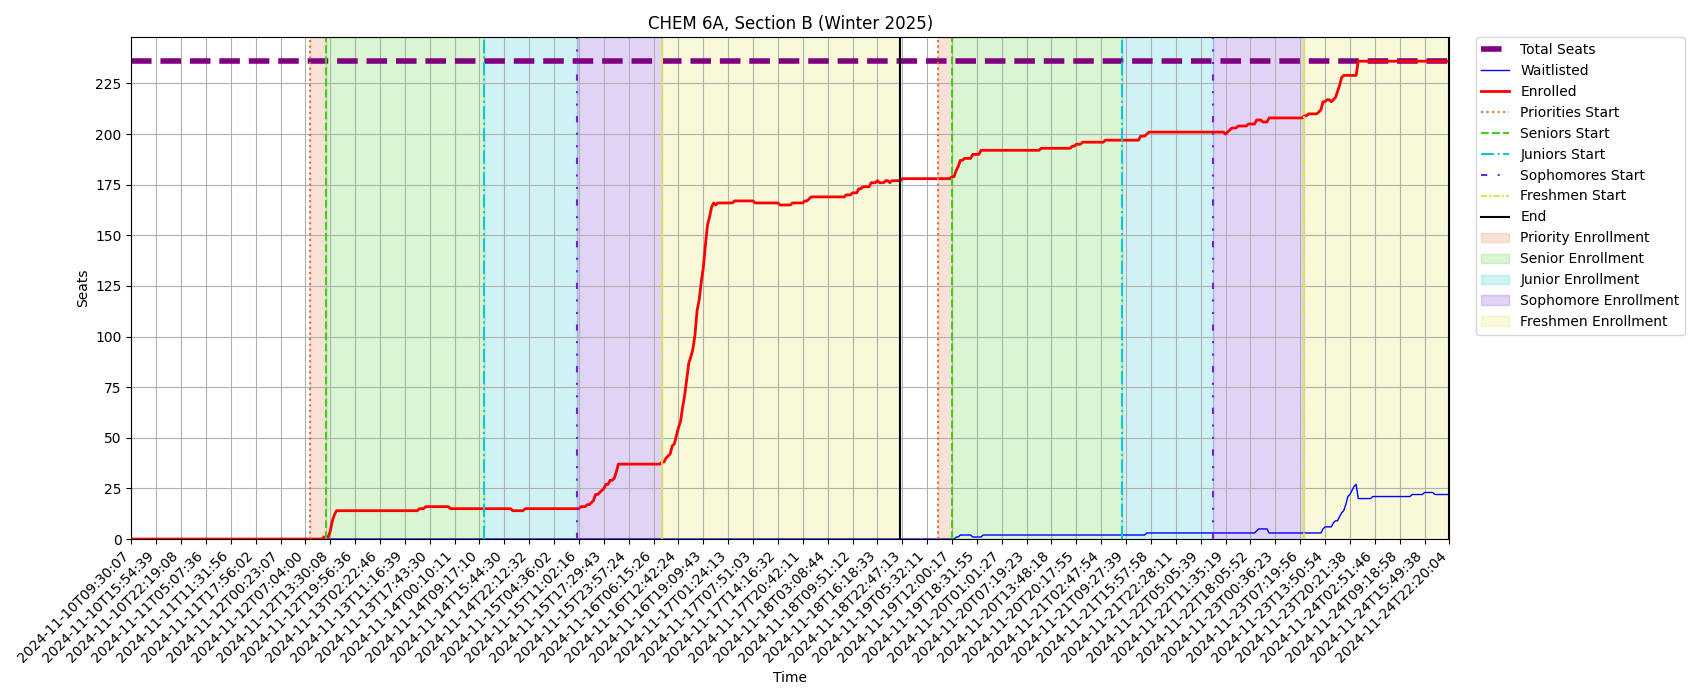 CHEM 6A, Section B (Winter 2025)
Seats
225
200
175
150
125
100
75
50
25
0
2024-11-10T09:30:07
2024-11-10T15:54:39
2024-11-10T22:19:08
2024-11-11T05:07:36
2024-11-11T11:31:56
2024-11-11T17:56:02
2024-11-12T00:23:07
2024-11-12T07:04:00
2024-11-12T13:30:08
2024-11-12T19:56:36
2024-11-13T03:22:46
2024-11-13T11:16:39
2024-11-13T17:43:30
2024-11-14T00:10:11
2024-11-14T09:17:10
2024-11-14T15:44:30
2024-11-14T22:12:32
2024-11-15T04:36:02
2024-11-15T11:02:16
2024-11-15T17:29:43
2024-11-15T23:57:24
2024-11-16T06:15:26
2024-11-16T12:42:24
2024-11-16T19:09:43
2024-11-17T01:24:13
2024-11-17T07:51:03
2024-11-17T14:16:32
2024-11-17T20:42:11
2024-11-18T03:08:44
2024-11-18T09:51:12
2024-11-18T16:18:33
2024-11-18T22:47:13
2024-11-19T05:32:11
2024-11-19T12:00:17
2024-11-19T18:31:55
2024-11-20T01:01:27
2024-11-20T07:19:23
2024-11-20T13:48:18
2024-11-20T20:17:55
2024-11-21T02:47:54
2024-11-21T09:27:39
2024-11-21T15:57:58
2024-11-21T22:28:11
2024-11-22T05:05:39
2024-11-22T11:35:19
2024-11-22T18:05:52
2024-11-23T00:36:23
2024-11-23T07:19:56
2024-11-23T13:50:54
2024-11-23T20:21:38
2024-11-24T02:51:46
2024-11-24T09:18:58
2024-11-24T15:49:38
2024-11-24T22:20:04
Time
Total Seats
Waitlisted
Enrolled
Priorities Start
Seniors Start
Juniors Start
Sophomores Start
Freshmen Start
End
Priority Enrollment
Senior Enrollment
Junior Enrollment
Sophomore Enrollment
Freshmen Enrollment